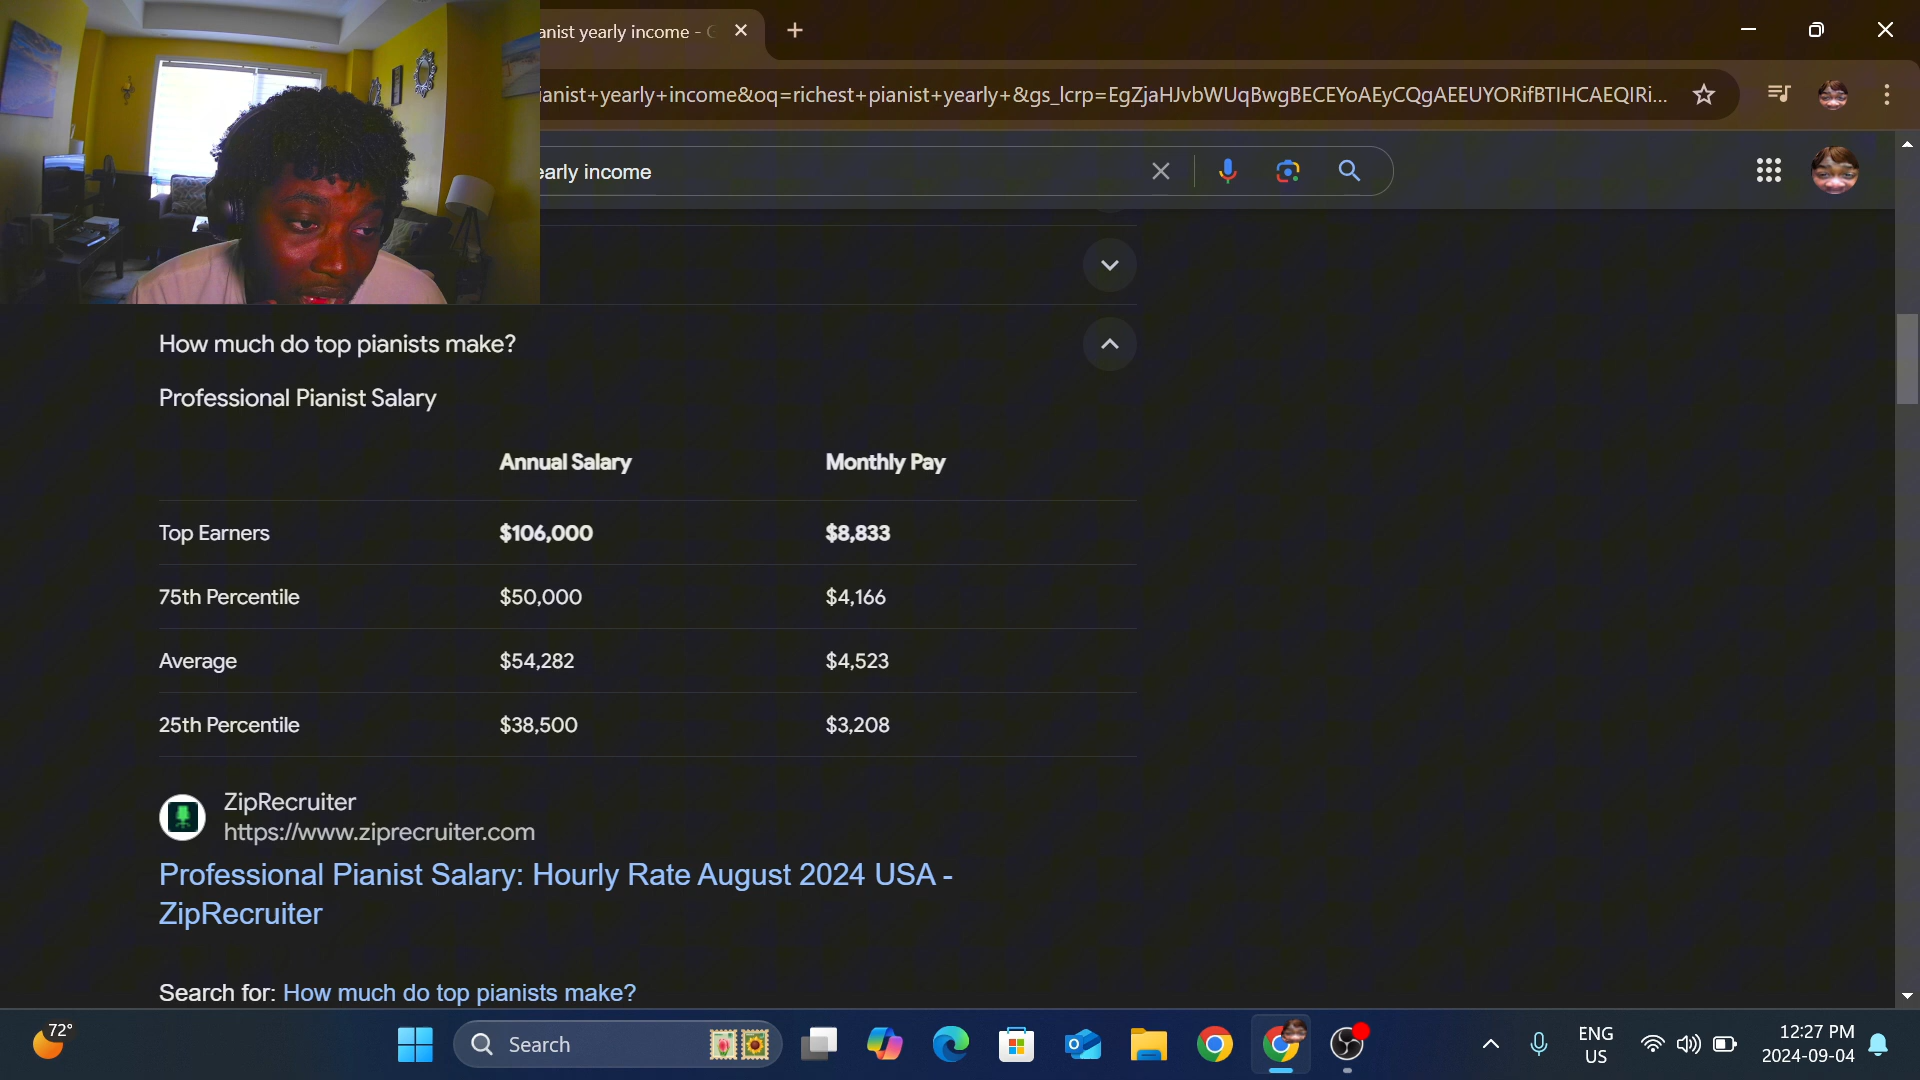 anist yearly income -
ianist+yearly+income&oq=richest+pianist+yearly+&gs_lcrp=EgZjaHJvbWUqBwgBECEYoAEyCQgAEEUYORifBTIHCAEQIRi...
early income
How much do top pianists make?
Professional Pianist Salary
Annual Salary Monthly Pay
Top Earners $106,000 $8,833
75th Percentile $50,000 $4,166
Average $54,282 $4,523
25th Percentile $38,500 $3,208
ZipRecruiter
https://www.ziprecruiter.com
Professional Pianist Salary: Hourly Rate August 2024 USA -
ZipRecruiter
Search for: How much do top pianists make?
72°
Search
ENG
US
12:27 PM
2024-09-04